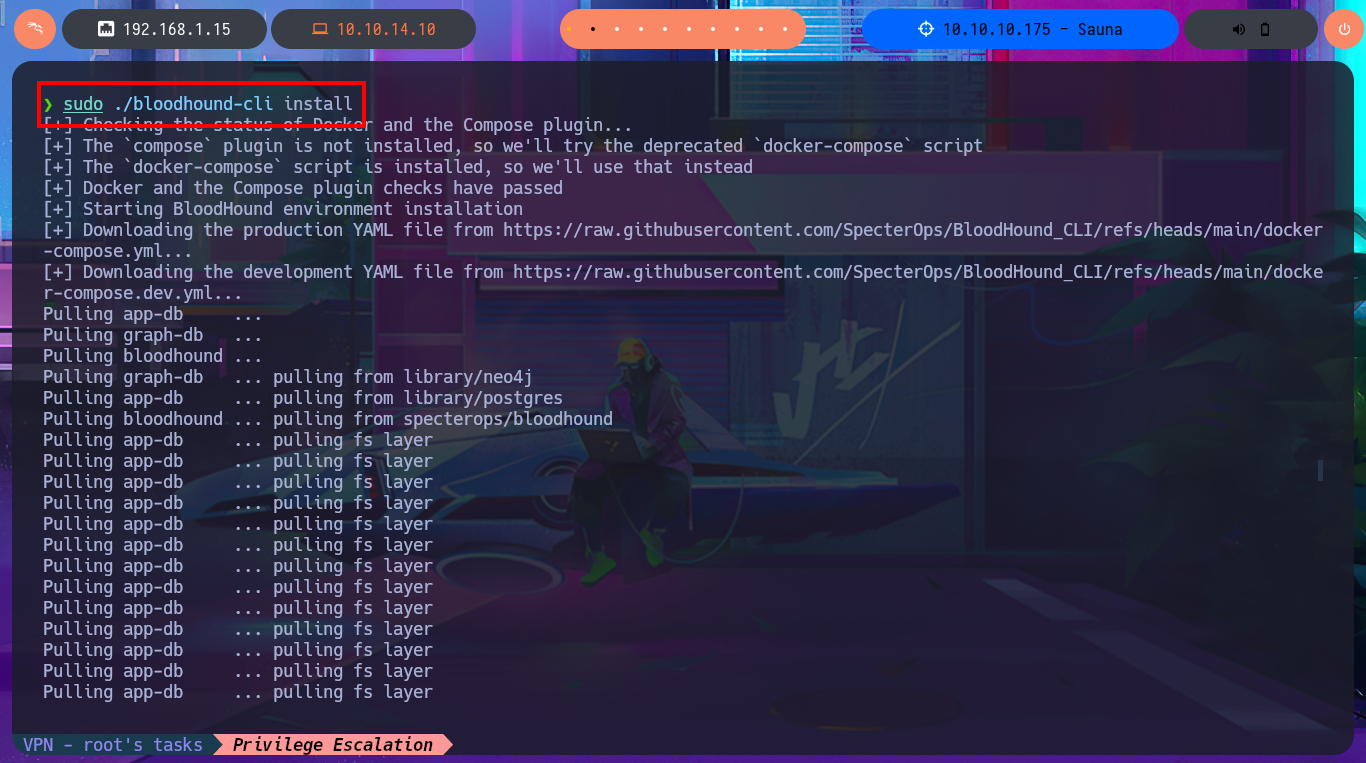 192.168.1.15
10.10.14.10
10.10.10.175 - Sauna
❯ sudo ./bloodhound-cli install
[+] Checking the status of Docker and the Compose plugin...
[+] The `compose` plugin is not installed, so we'll try the deprecated `docker-compose` script
[+] The `docker-compose` script is installed, so we'll use that instead
[+] Docker and the Compose plugin checks have passed
[+] Starting BloodHound environment installation
[+] Downloading the production YAML file from https://raw.githubusercontent.com/SpecterOps/BloodHound_CLI/refs/heads/main/docker
-compose.yml...
[+] Downloading the development YAML file from https://raw.githubusercontent.com/SpecterOps/BloodHound_CLI/refs/heads/main/docke
r-compose.dev.yml...
Pulling app-db     ...
Pulling graph-db   ...
Pulling bloodhound ...
Pulling graph-db   ... pulling from library/neo4j
Pulling app-db     ... pulling from library/postgres
Pulling bloodhound ... pulling from specterops/bloodhound
Pulling app-db     ... pulling fs layer
Pulling app-db     ... pulling fs layer
Pulling app-db     ... pulling fs layer
Pulling app-db     ... pulling fs layer
Pulling app-db     ... pulling fs layer
Pulling app-db     ... pulling fs layer
Pulling app-db     ... pulling fs layer
Pulling app-db     ... pulling fs layer
Pulling app-db     ... pulling fs layer
Pulling app-db     ... pulling fs layer
Pulling app-db     ... pulling fs layer
Pulling app-db     ... pulling fs layer
Pulling app-db     ... pulling fs layer
VPN - root's tasks
Privilege Escalation